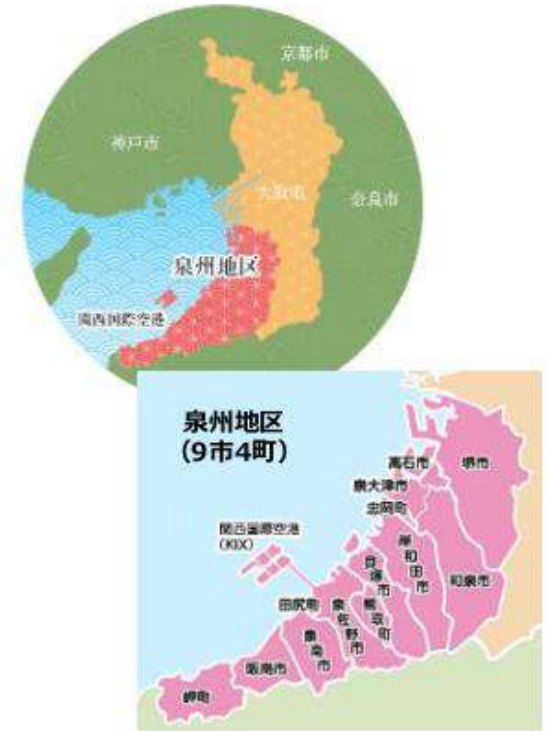 京都市
神戸市
大阪市
奈良市
泉州地区
関西国際空港
泉州地区
(9市4町)
高石市
堺市
泉大津市
忠岡町
関西国際空港
(KIX)
岸和田市
貝塚市
和泉市
田尻町
泉佐野市
熊取町
泉南市
阪南市
岬町